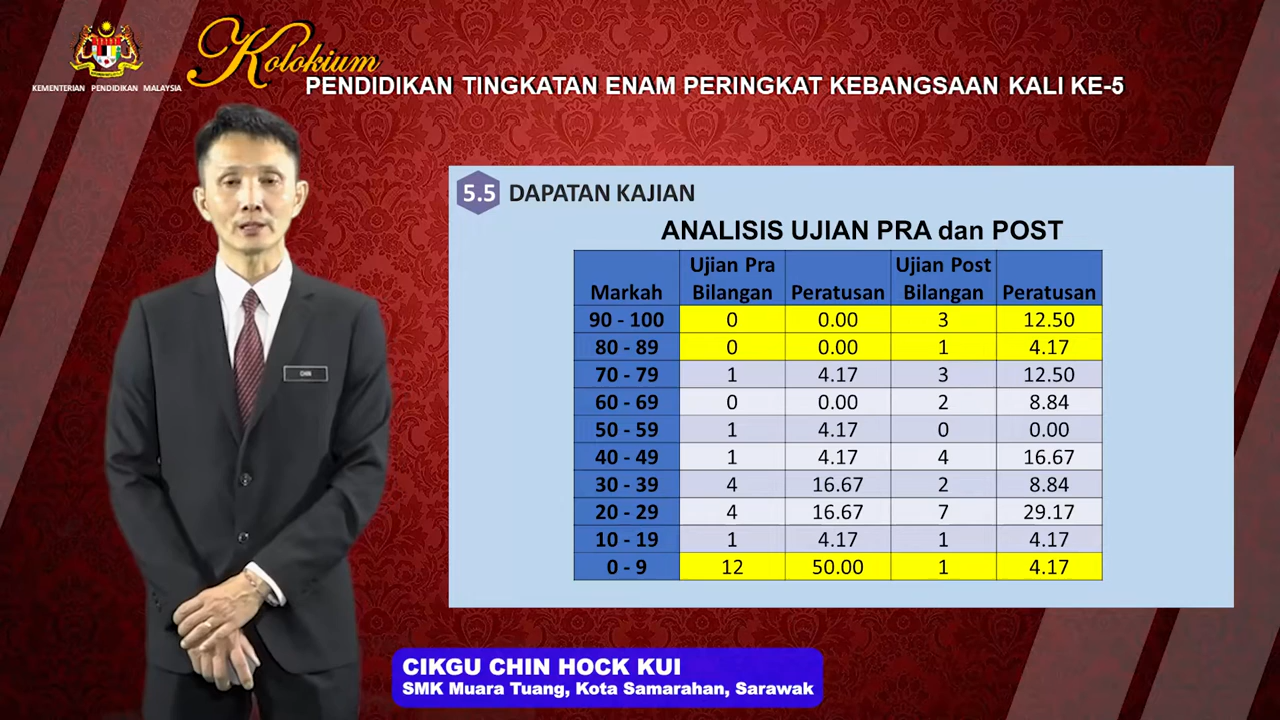 Kolokium
KEMENTERIAN PENDIDIKAN MALAYSIA
PENDIDIKAN TINGKATAN ENAM PERINGKAT KEBANGSAAN KALI KE-5
5.5 DAPATAN KAJIAN
ANALISIS UJIAN PRA dan POST
Markah Ujian Pra Bilangan Peratusan Ujian Post Bilangan Peratusan
90 - 100 0 0.00 3 12.50
80 - 89 0 0.00 1 4.17
70 - 79 1 4.17 3 12.50
60 - 69 0 0.00 2 8.84
50 - 59 1 4.17 0 0.00
40 - 49 1 4.17 4 16.67
30 - 39 4 16.67 2 8.84
20 - 29 4 16.67 7 29.17
10 - 19 1 4.17 1 4.17
0 - 9 12 50.00 1 4.17
CHIN
CIKGU CHIN HOCK KUI
SMK Muara Tuang, Kota Samarahan, Sarawak